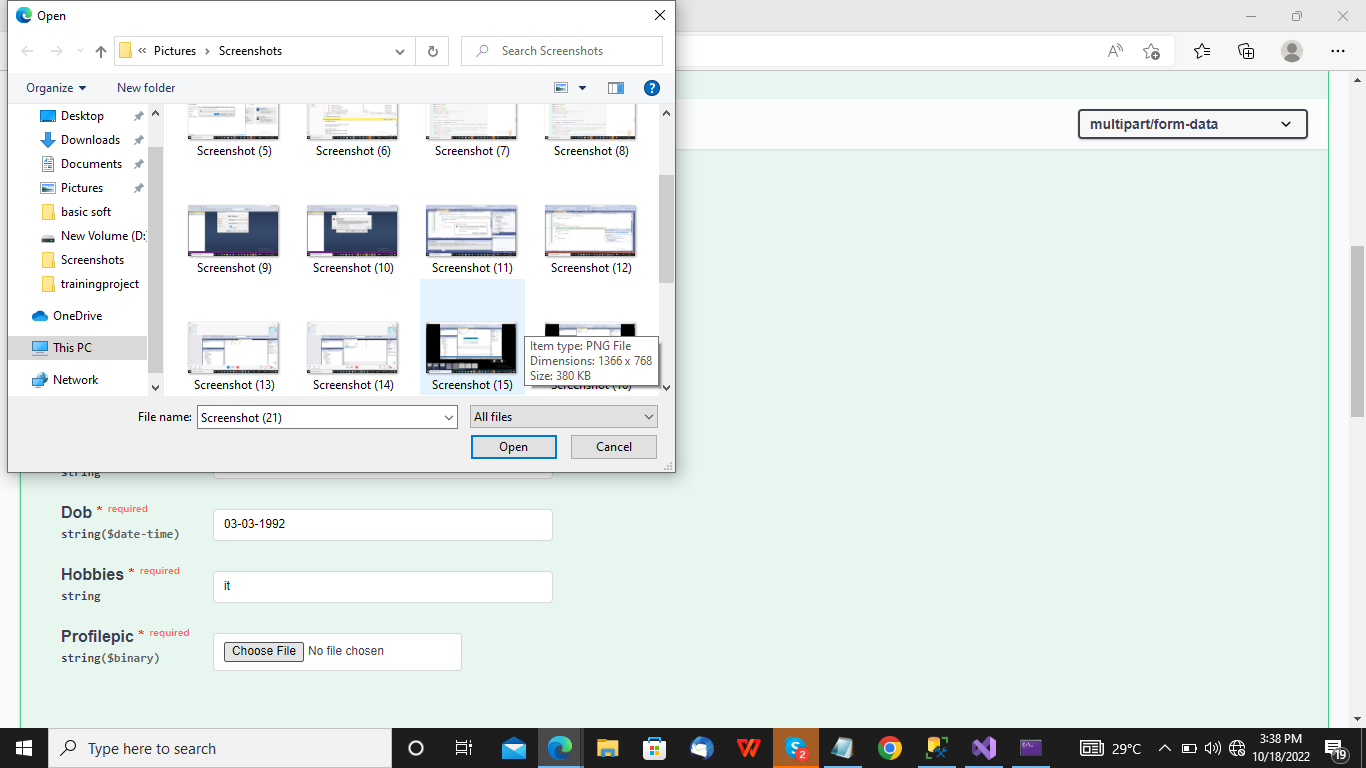 Open
Pictures
Screenshots
Search Screenshots
Organize
New folder
Desktop
Downloads
Documents
Pictures
basic soft
New Volume (D:
Screenshots
trainingproject
OneDrive
This PC
Network
Screenshot (5)
Screenshot (6)
Screenshot (7)
Screenshot (8)
Screenshot (9)
Screenshot (10)
Screenshot (11)
Screenshot (12)
Screenshot (13)
Screenshot (14)
Screenshot (15)
Item type: PNG File
Dimensions: 1366 x 768
Size: 380 KB
File name:
Screenshot (21)
All files
Open
Cancel
multipart/form-data
string
Dob * required
string($date-time)
03-03-1992
Hobbies * required
string
it
Profilepic * required
string($binary)
Choose File No file chosen
Type here to search
2
29°C
3:38 PM
10/18/2022
19